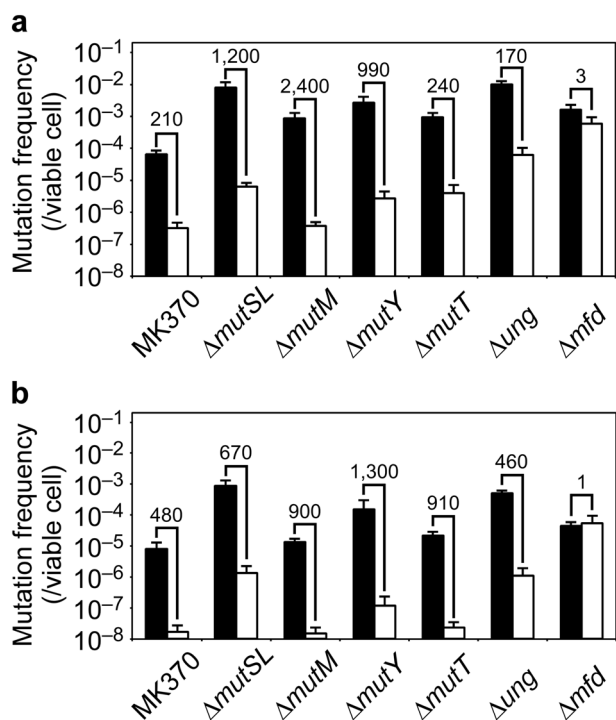 a
Mutation frequency
(/viable cell)
10⁻¹
10⁻²
10⁻³
10⁻⁴
10⁻⁵
10⁻⁶
10⁻⁷
10⁻⁸
210
1,200
2,400
990
240
170
3
MK370
ΔmutSL
ΔmutM
ΔmutY
ΔmutT
Δung
Δmfd
b
Mutation frequency
(/viable cell)
10⁻¹
10⁻²
10⁻³
10⁻⁴
10⁻⁵
10⁻⁶
10⁻⁷
10⁻⁸
480
670
900
1,300
910
460
1
MK370
ΔmutSL
ΔmutM
ΔmutY
ΔmutT
Δung
Δmfd